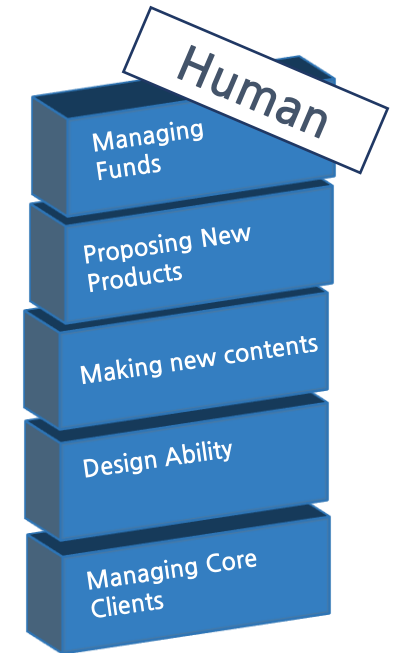 Human
Managing
Funds
Proposing New
Products
Making new contents
Design Ability
Managing Core
Clients